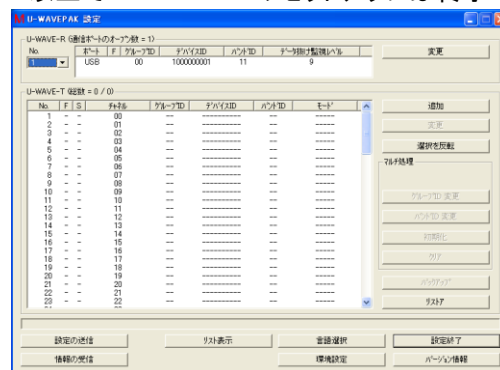 U-WAVEPAK 設定
U-WAVE-R (通信ポートのオープン数 = 1)
No. ポート F グループID デバイスID バンドID データ抜け監視レベル
1 USB 00 1000000001 11 9
変更
U-WAVE-T (総数 = 0 / 0)
No. F S チャネル グループID デバイスID バンドID モード
1 - - 00 -- ---------- -- -----
2 - - 01 -- ---------- -- -----
3 - - 02 -- ---------- -- -----
4 - - 03 -- ---------- -- -----
5 - - 04 -- ---------- -- -----
6 - - 05 -- ---------- -- -----
7 - - 06 -- ---------- -- -----
8 - - 07 -- ---------- -- -----
9 - - 08 -- ---------- -- -----
10 - - 09 -- ---------- -- -----
11 - - 10 -- ---------- -- -----
12 - - 11 -- ---------- -- -----
13 - - 12 -- ---------- -- -----
14 - - 13 -- ---------- -- -----
15 - - 14 -- ---------- -- -----
16 - - 15 -- ---------- -- -----
17 - - 16 -- ---------- -- -----
18 - - 17 -- ---------- -- -----
19 - - 18 -- ---------- -- -----
20 - - 19 -- ---------- -- -----
21 - - 20 -- ---------- -- -----
22 - - 21 -- ---------- -- -----
23 - - 22 -- ---------- -- -----
追加
変更
選択を反転
マルチ処理
グループID 変更
バンドID 変更
初期化
クリア
バックアップ
リストア
設定の送信 リスト表示 言語選択 設定終了
情報の受信 環境設定 バージョン情報